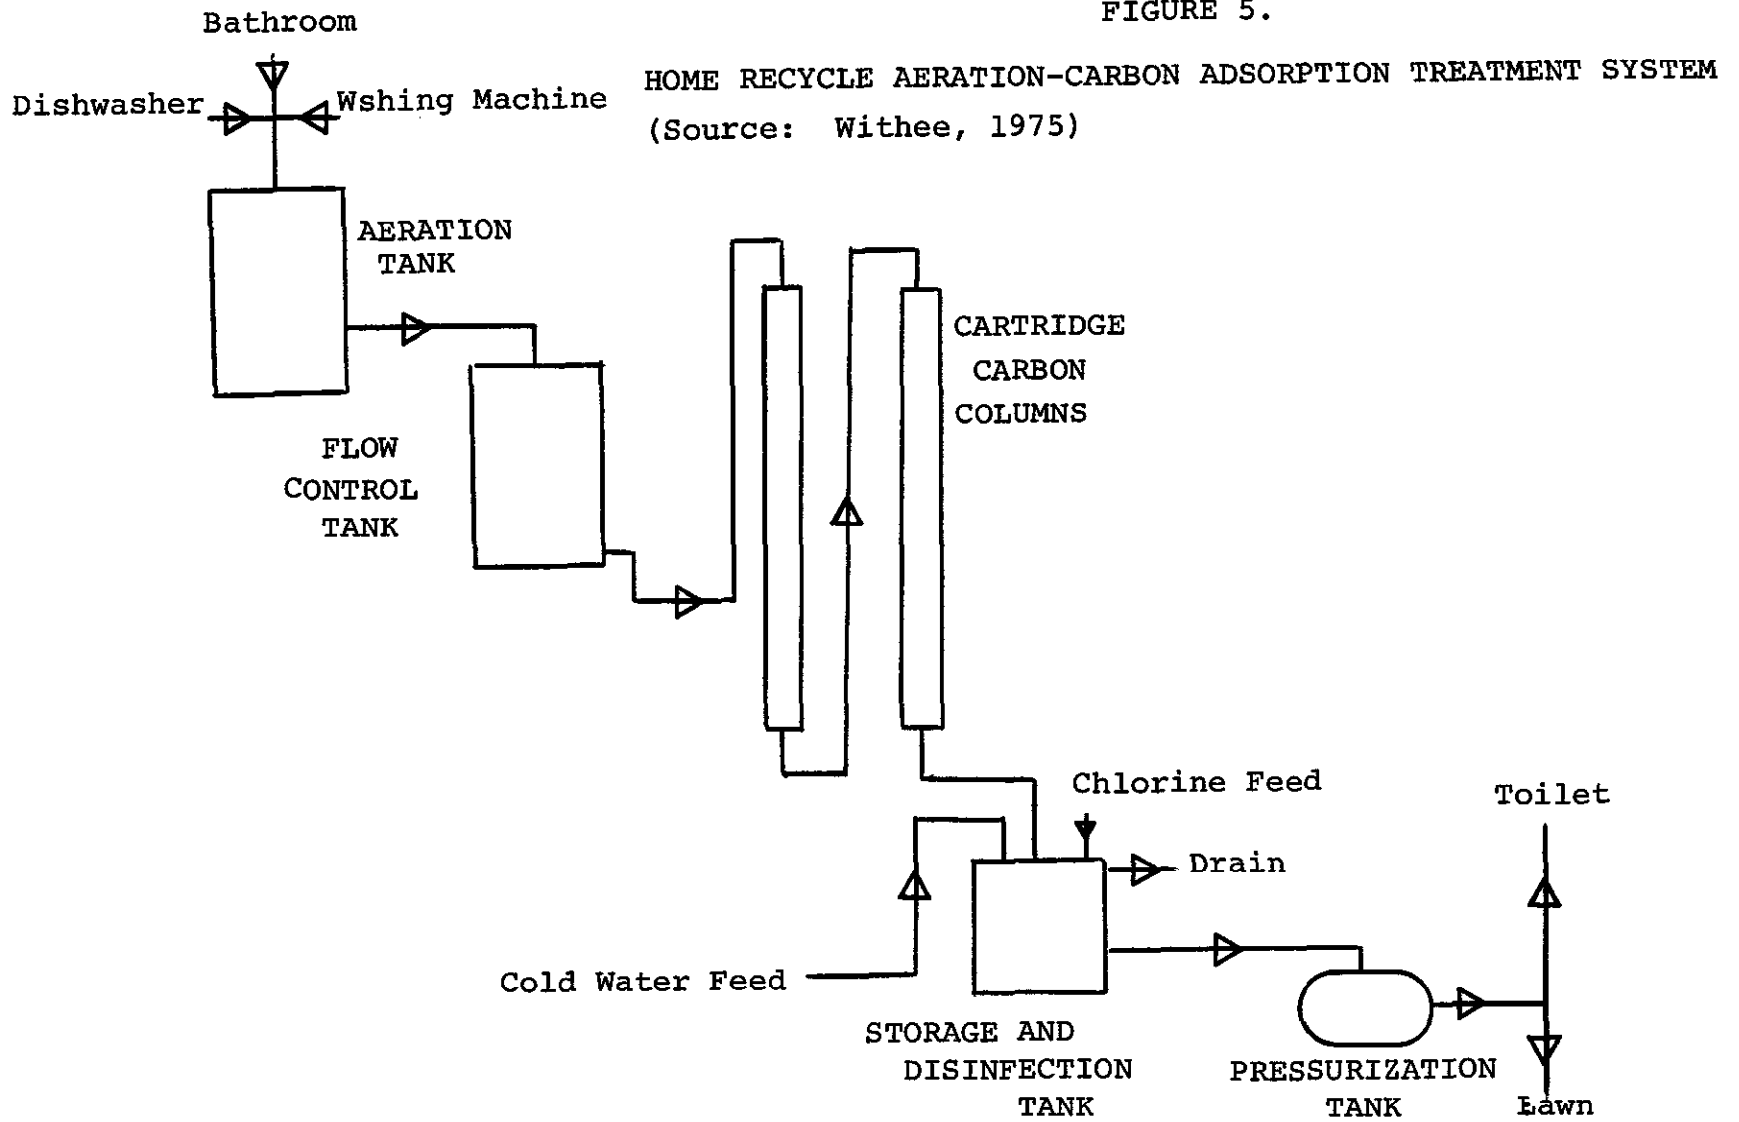 FIGURE 5.
HOME RECYCLE AERATION-CARBON ADSORPTION TREATMENT SYSTEM
(Source: Withee, 1975)
Bathroom
Dishwasher
Wshing Machine
AERATION
TANK
FLOW
CONTROL
TANK
CARTRIDGE
CARBON
COLUMNS
Chlorine Feed
Toilet
Drain
Cold Water Feed
STORAGE AND
DISINFECTION
TANK
PRESSURIZATION
TANK
Lawn